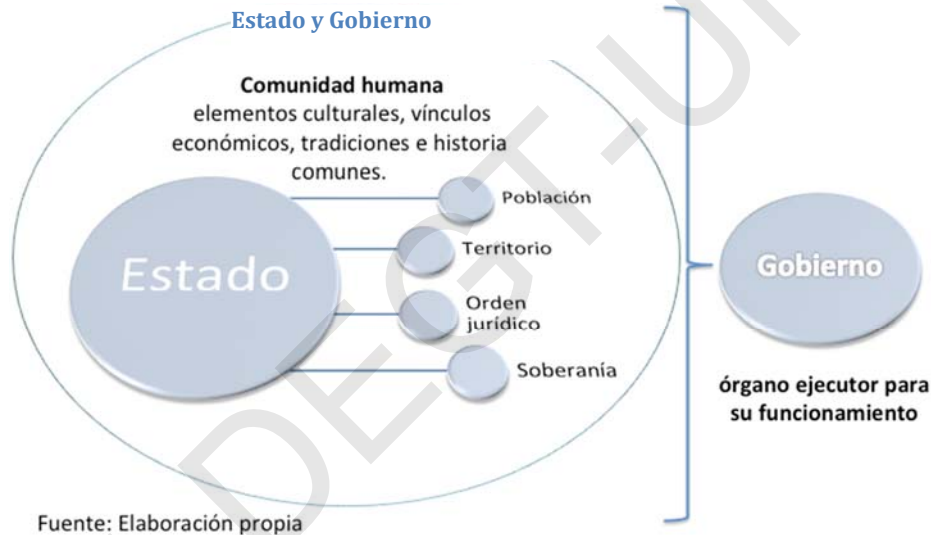 Estado y Gobierno
Comunidad humana
elementos culturales, vínculos
económicos, tradiciones e historia
comunes.
Población
Territorio
Estado
Gobierno
Orden
jurídico
Soberanía
órgano ejecutor para
su funcionamiento
Fuente: Elaboración propia